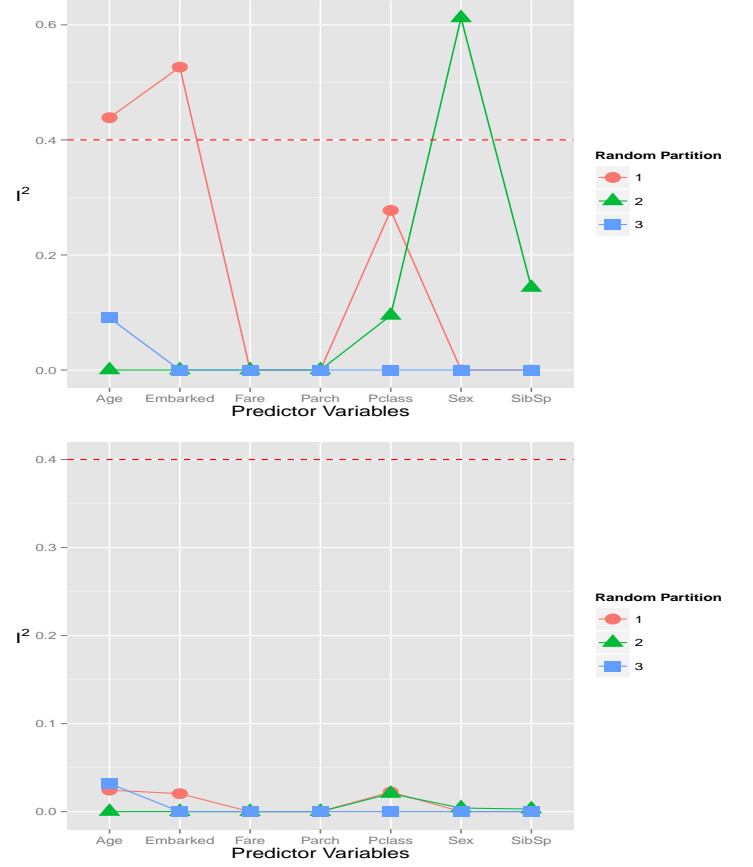 0.6
0.4
0.2
0.0
I2
Age Embarked Fare Parch Pclass Sex SibSp
Predictor Variables
Random Partition
1
2
3
0.4
0.3
0.2
0.1
0.0
I2
Age Embarked Fare Parch Pclass Sex SibSp
Predictor Variables
Random Partition
1
2
3